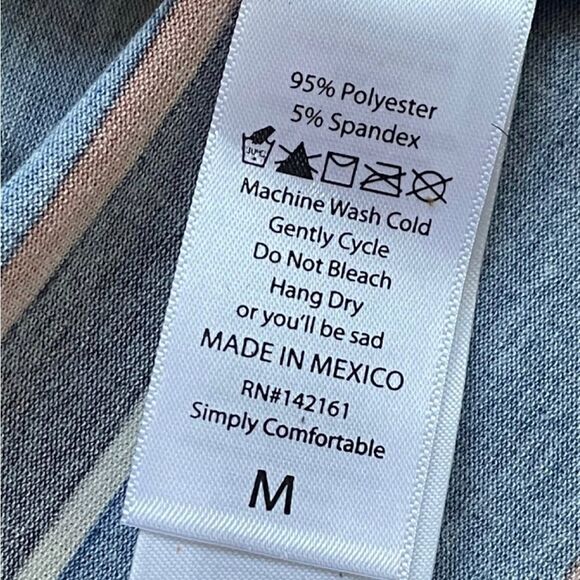 95% Polyester
5% Spandex
Machine Wash Cold
Gently Cycle
Do Not Bleach
Hang Dry
or you'll be sad
MADE IN MEXICO
RN#142161
Simply Comfortable
M